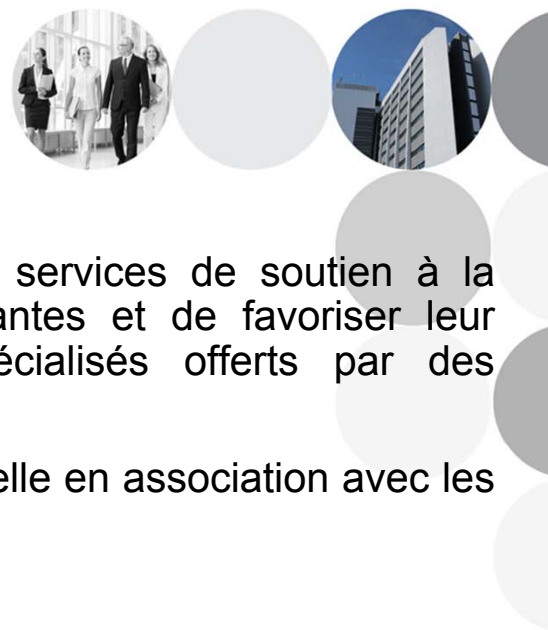 services de soutien à la
antes et de favoriser leur
écialisés offerts par des
elle en association avec les